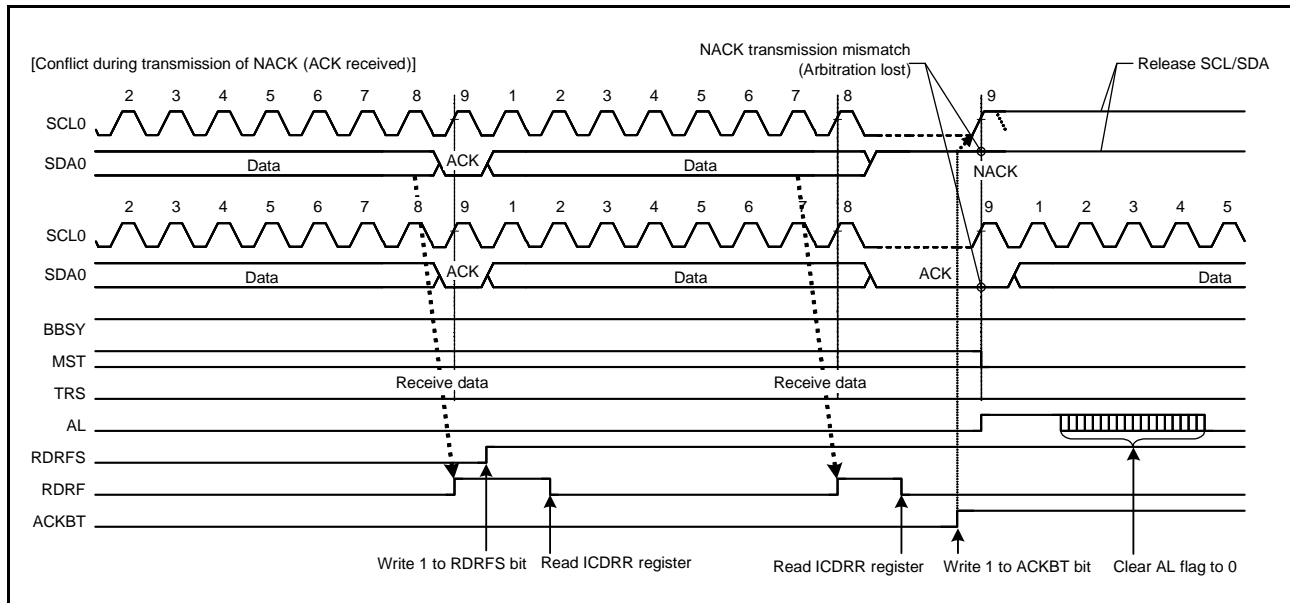 [Conflict during transmission of NACK (ACK received)]
NACK transmission mismatch
(Arbitration lost)
Release SCL/SDA
2 3 4 5 6 7 8 9 1 2 3 4 5 6 7 8 9
SCL0
SDA0 Data ACK Data NACK
2 3 4 5 6 7 8 9 1 2 3 4 5 6 7 8 9 1 2 3 4 5
SCL0
SDA0 Data ACK Data ACK Data
BBSY
MST
Receive data Receive data
TRS
AL
RDRFS
RDRF
ACKBT
Write 1 to RDRFS bit Read ICDRR register Read ICDRR register Write 1 to ACKBT bit Clear AL flag to 0